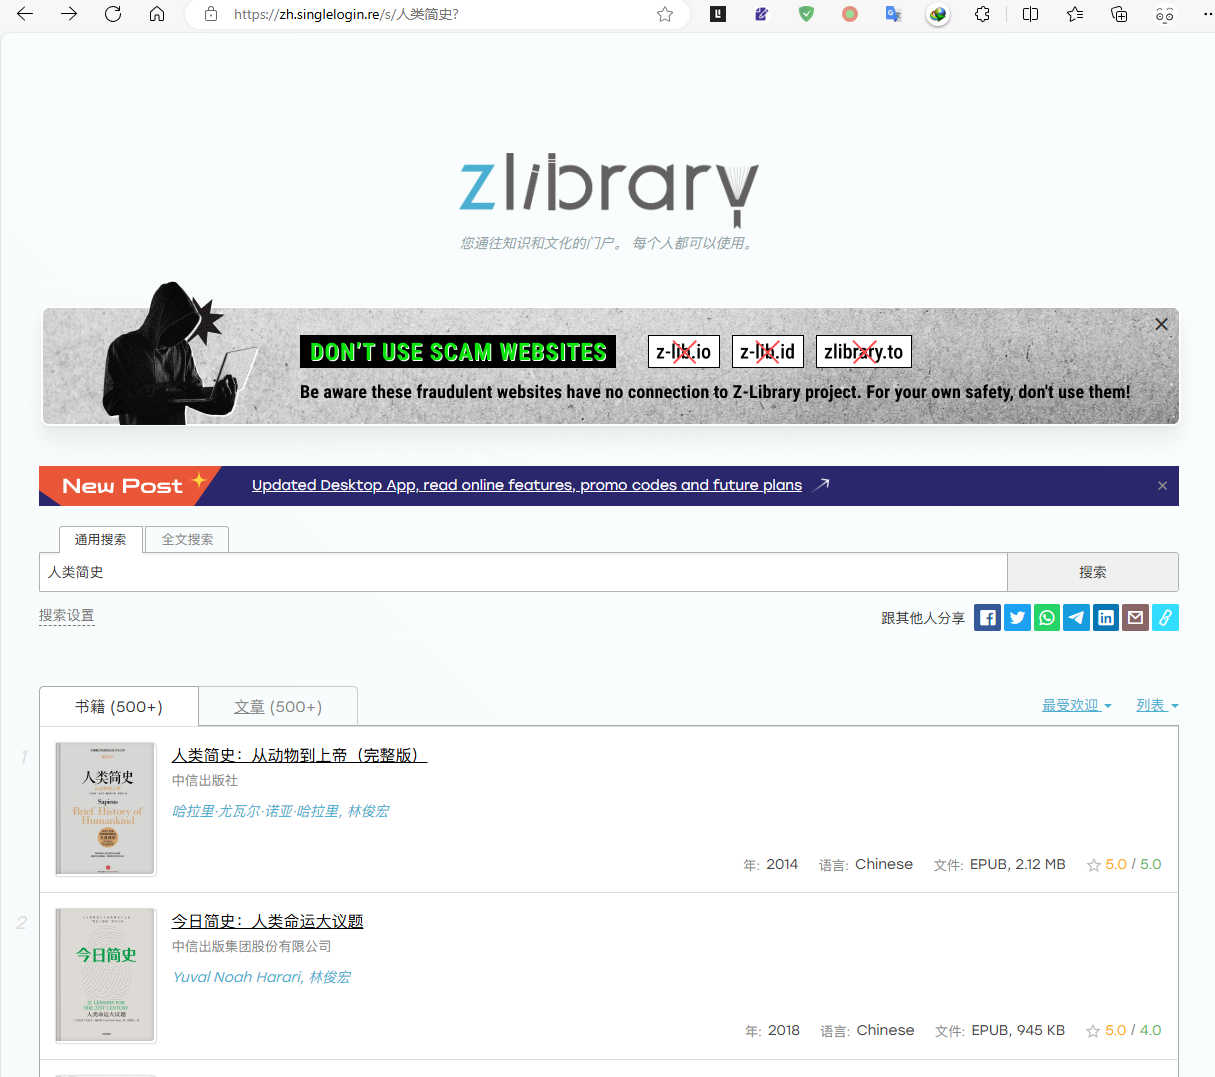 https://zh.singlelogin.re/s/人类简史?
zlibrary
您通往知识和文化的门户。 每个人都可以使用。
DON'T USE SCAM WEBSITES
z-lib.io
z-lib.id
zlibrary.to
Be aware these fraudulent websites have no connection to Z-Library project. For your own safety, don't use them!
New Post
Updated Desktop App, read online features, promo codes and future plans
通用搜索
全文搜索
人类简史
搜索
搜索设置
跟其他人分享
书籍 (500+)
文章 (500+)
最受欢迎
列表
1
人类简史
Sapiens
Brief History of
Humankind
人类简史：从动物到上帝（完整版）
中信出版社
哈拉里·尤瓦尔·诺亚·哈拉里, 林俊宏
年: 2014 语言: Chinese 文件: EPUB, 2.12 MB 5.0 / 5.0
2
今日简史
21 LESSONS FOR
THE 21ST CENTURY
人类命运大议题
今日简史：人类命运大议题
中信出版集团股份有限公司
Yuval Noah Harari, 林俊宏
年: 2018 语言: Chinese 文件: EPUB, 945 KB 5.0 / 4.0